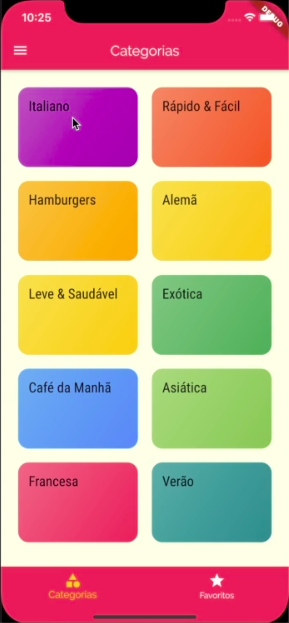 10:25
DEBUG
Categorias
Italiano
Rápido & Fácil
Hamburgers
Alemã
Leve & Saudável
Exótica
Café da Manhã
Asiática
Francesa
Verão
Categorias
Favoritos